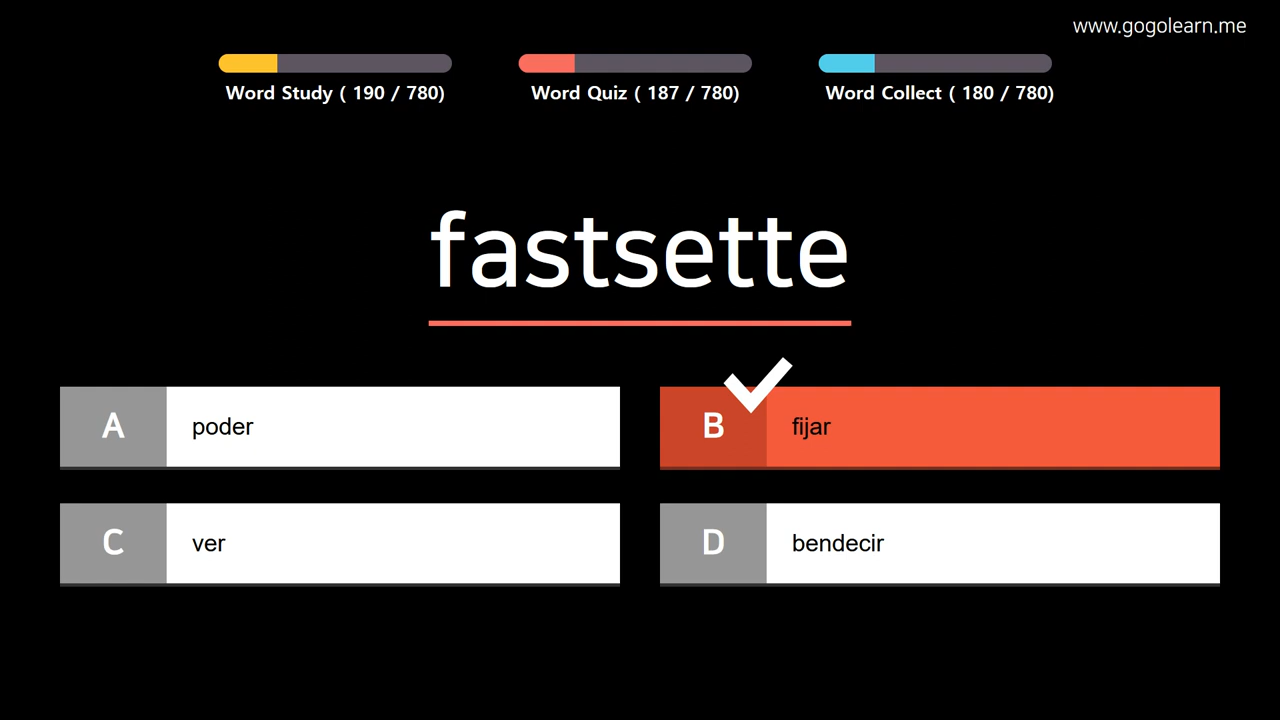 www.gogolearn.me
Word Study ( 190 / 780)
Word Quiz ( 187 / 780)
Word Collect ( 180 / 780)
fastsette
A poder
B fijar
C ver
D bendecir